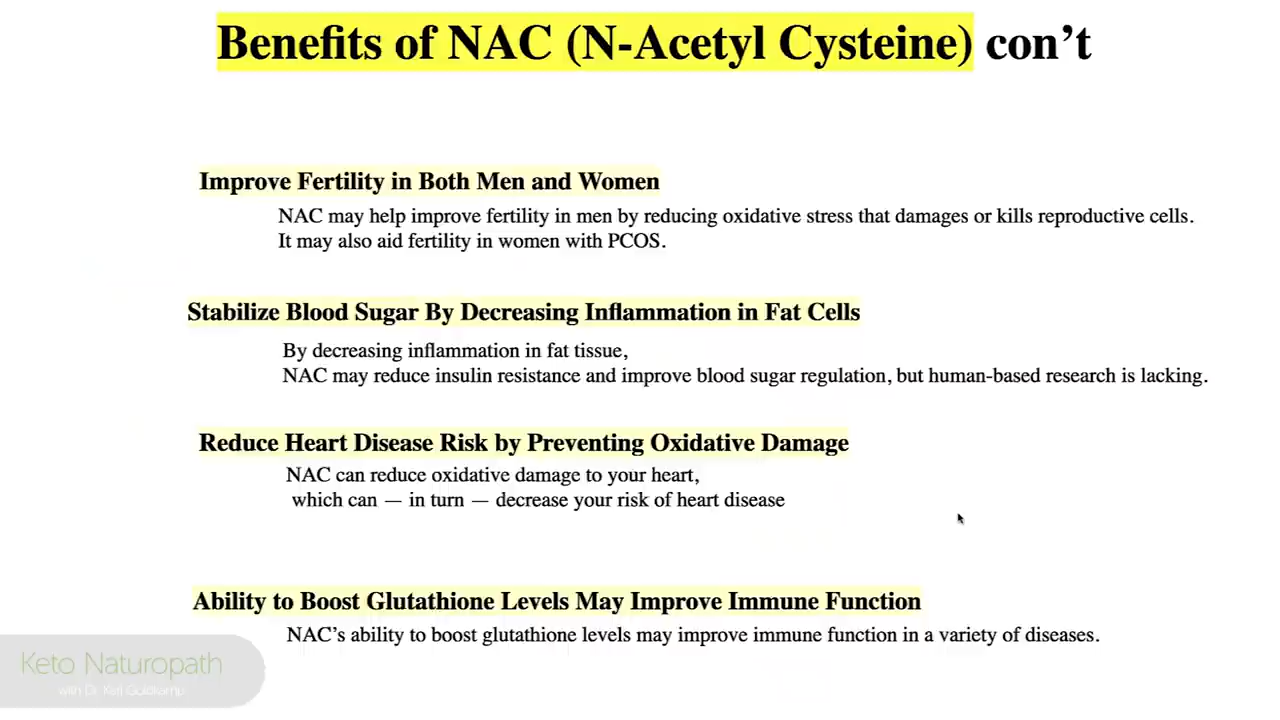 Benefits of NAC (N-Acetyl Cysteine) con’t
Improve Fertility in Both Men and Women
NAC may help improve fertility in men by reducing oxidative stress that damages or kills reproductive cells.
It may also aid fertility in women with PCOS.
Stabilize Blood Sugar By Decreasing Inflammation in Fat Cells
By decreasing inflammation in fat tissue,
NAC may reduce insulin resistance and improve blood sugar regulation, but human-based research is lacking.
Reduce Heart Disease Risk by Preventing Oxidative Damage
NAC can reduce oxidative damage to your heart,
which can — in turn — decrease your risk of heart disease
Ability to Boost Glutathione Levels May Improve Immune Function
NAC’s ability to boost glutathione levels may improve immune function in a variety of diseases.
Keto Naturopath
with Dr. Karl Goldkamp